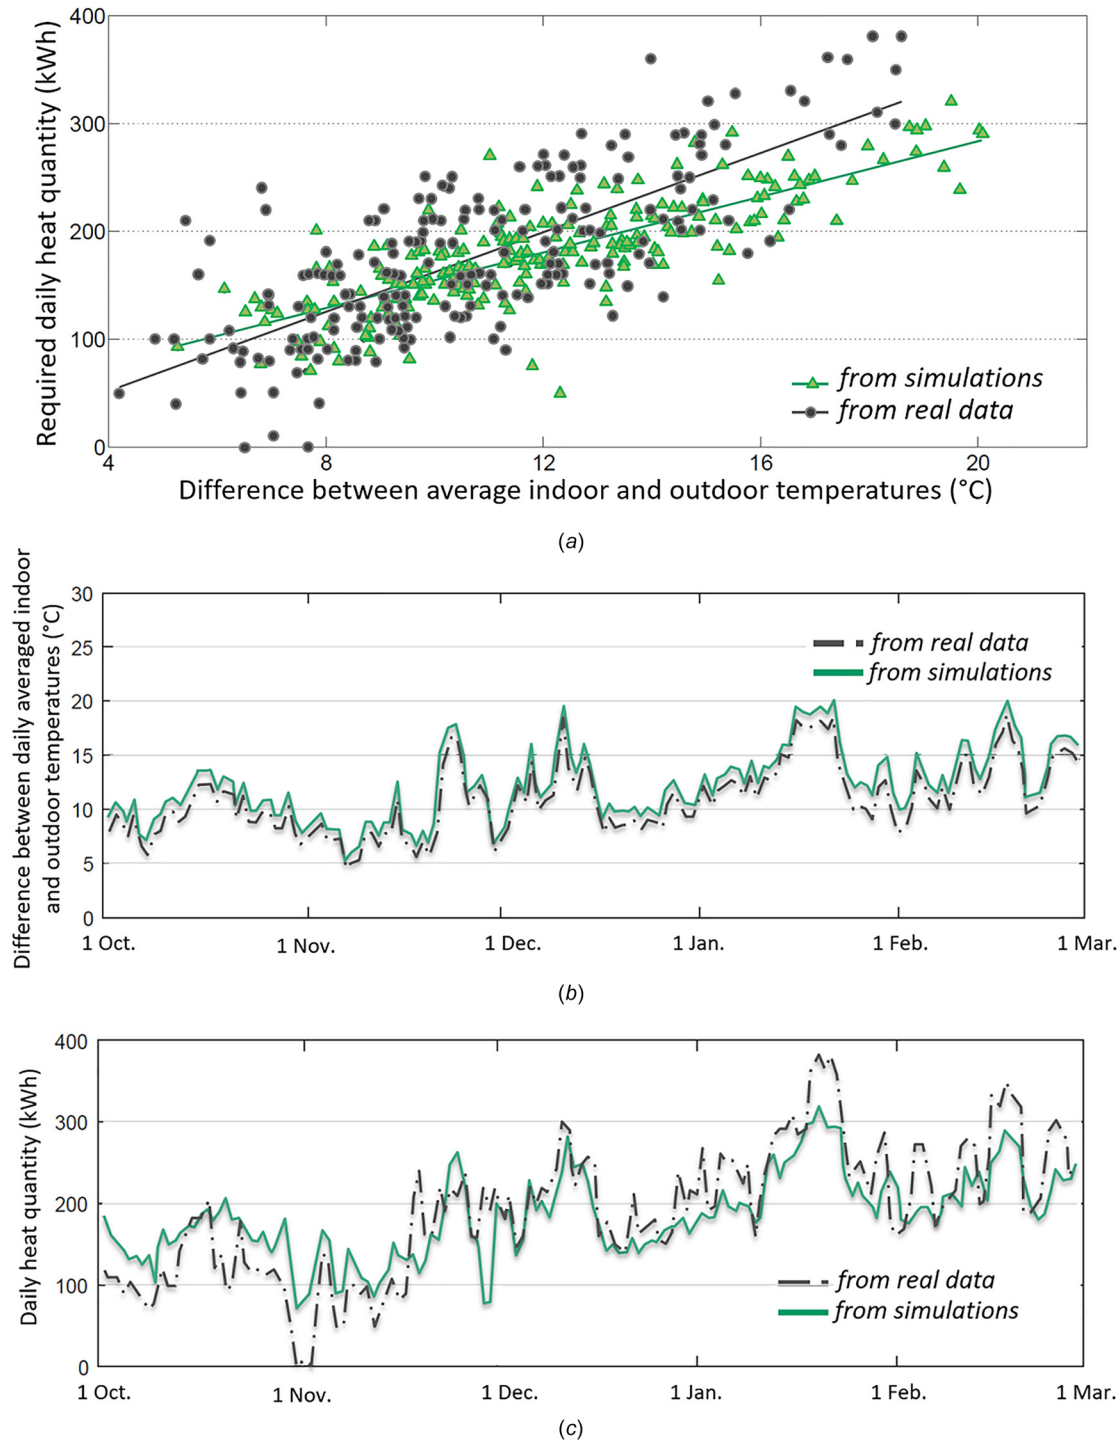 Required daily heat quantity (kWh)
400
300
200
100
0
4
8
12
16
20
from simulations
from real data
Difference between average indoor and outdoor temperatures (°C)
(a)
Difference between daily averaged indoor
and outdoor temperatures (°C)
30
25
20
15
10
5
0
from real data
from simulations
1 Oct.
1 Nov.
1 Dec.
1 Jan.
1 Feb.
1 Mar.
(b)
Daily heat quantity (kWh)
400
300
200
100
0
from real data
from simulations
1 Oct.
1 Nov.
1 Dec.
1 Jan.
1 Feb.
1 Mar.
(c)